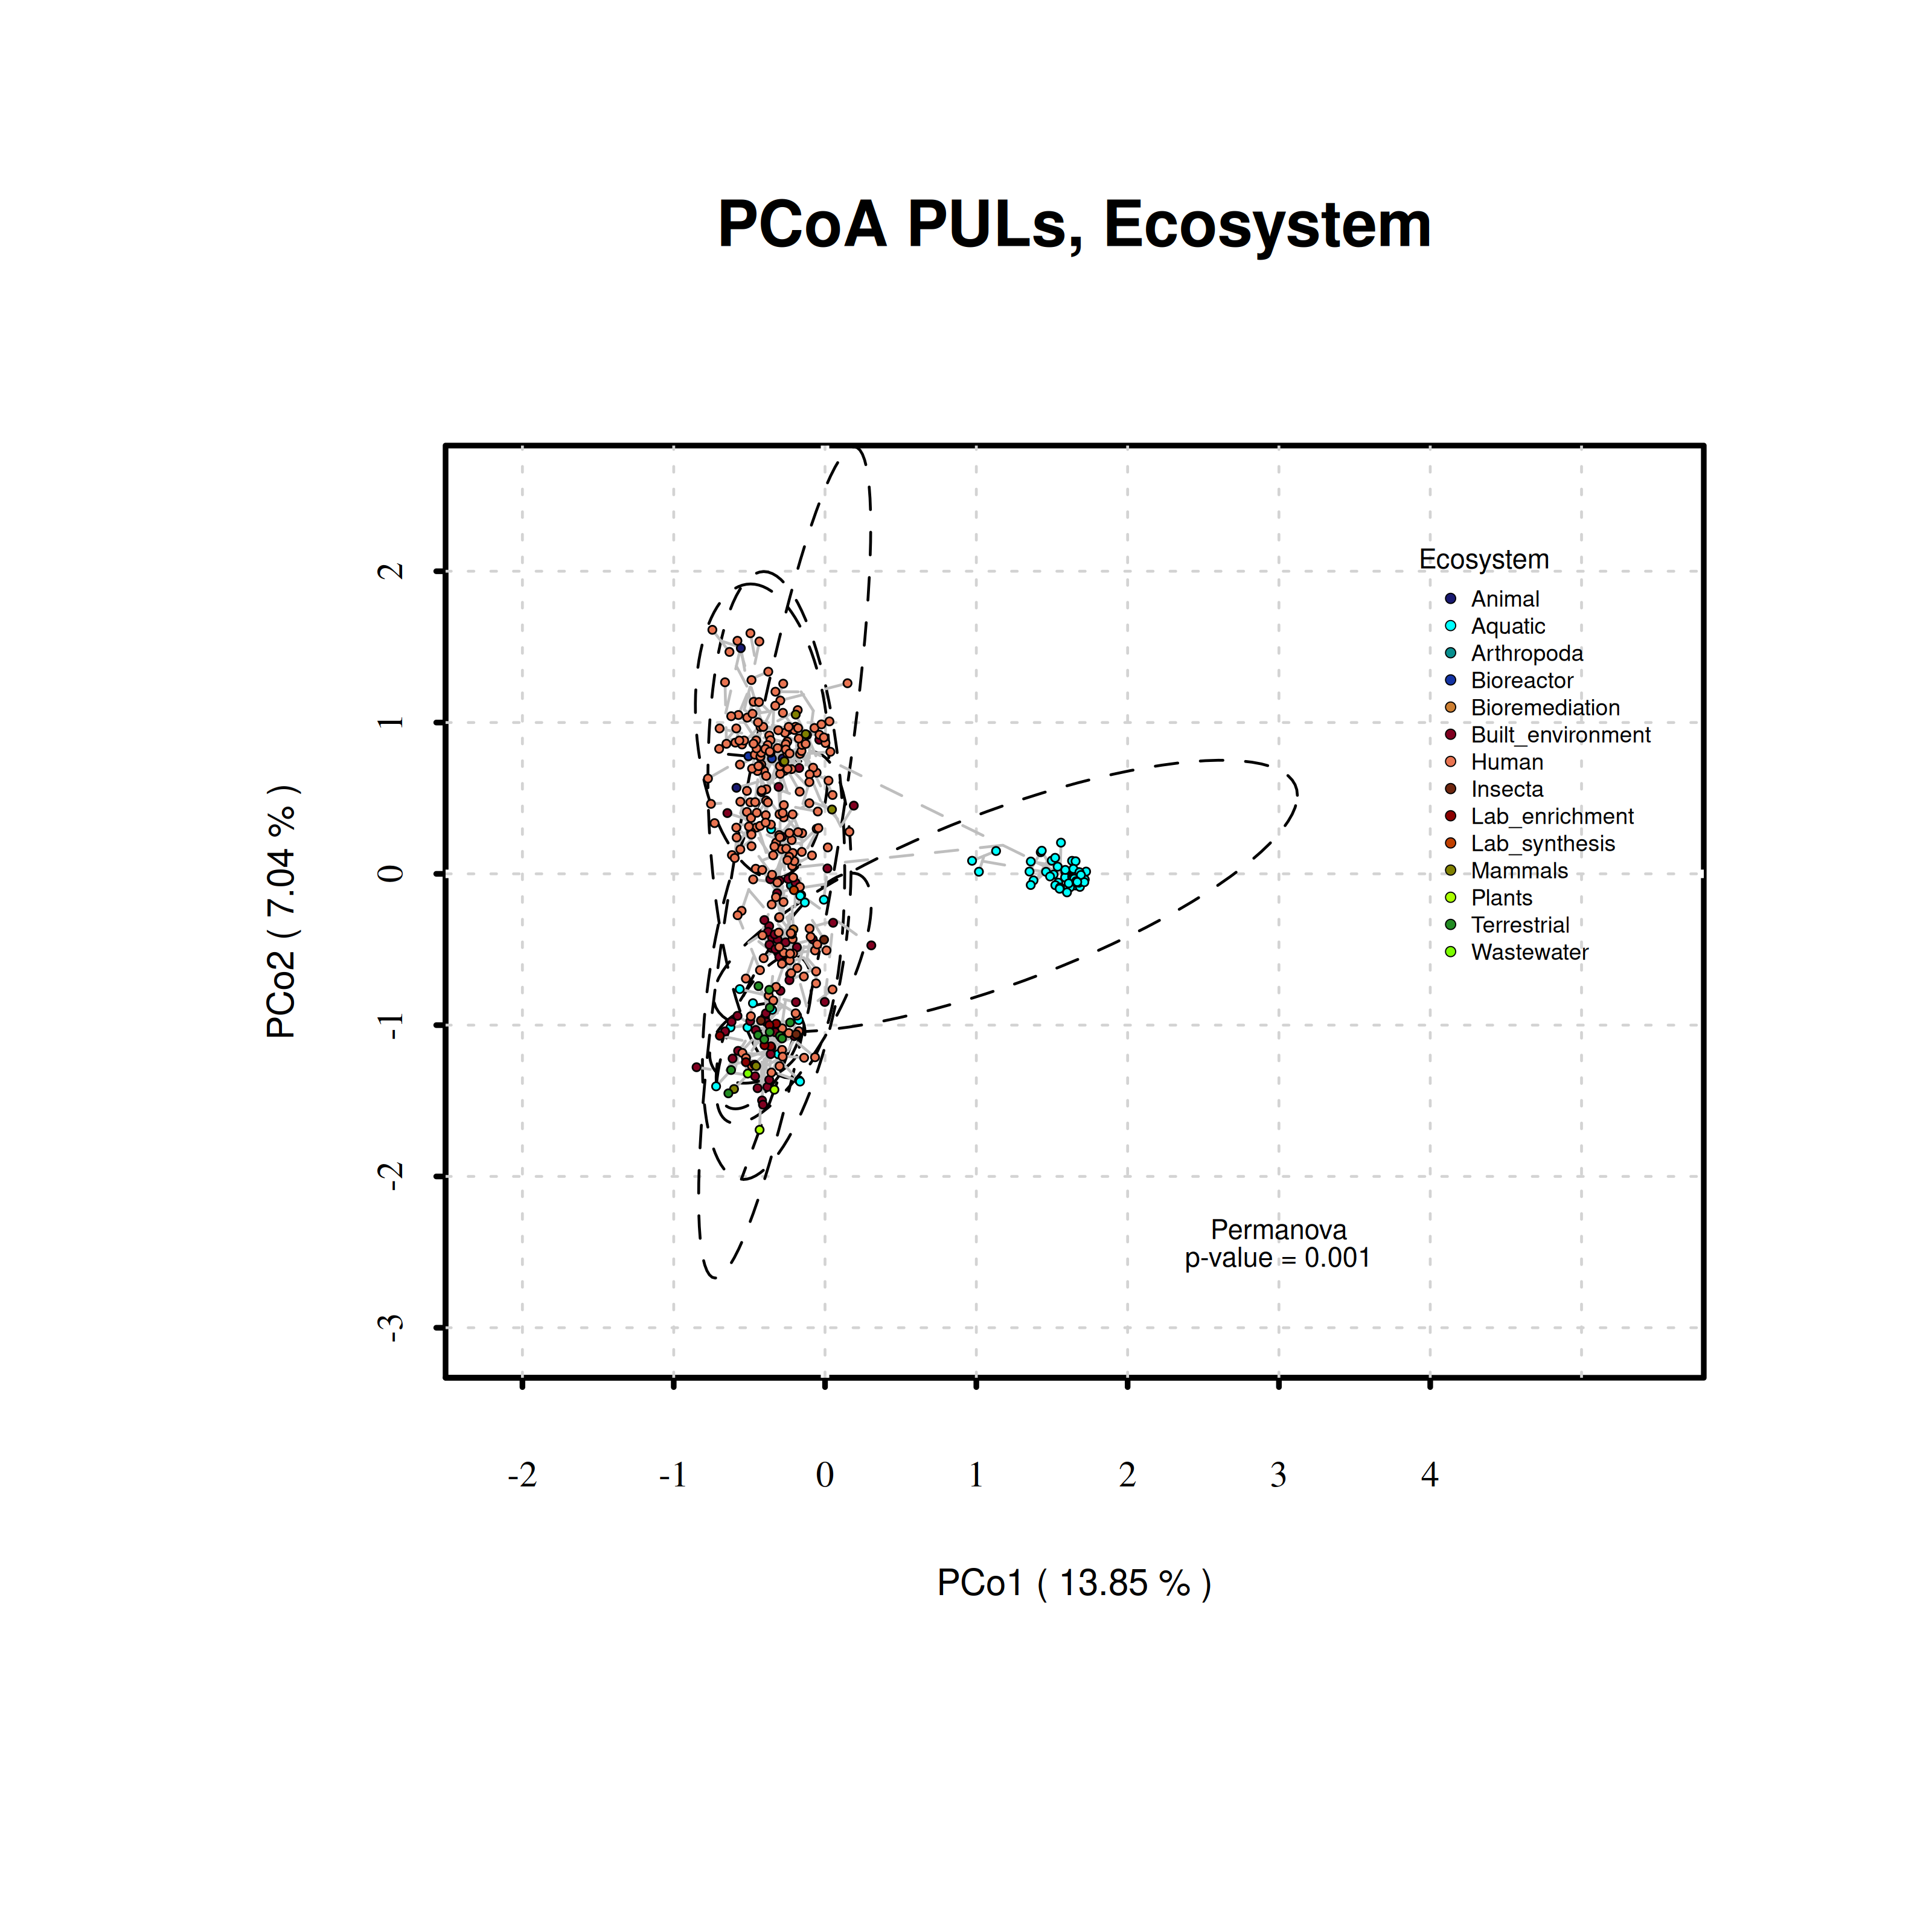 PCoA PULs, Ecosystem
PCo2 ( 7.04 % )
2
1
0
-1
-2
-3
Ecosystem
Animal
Aquatic
Arthropoda
Bioreactor
Bioremediation
Built_environment
Human
Insecta
Lab_enrichment
Lab_synthesis
Mammals
Plants
Terrestrial
Wastewater
Permanova
p-value = 0.001
-2 -1 0 1 2 3 4
PCo1 ( 13.85 % )